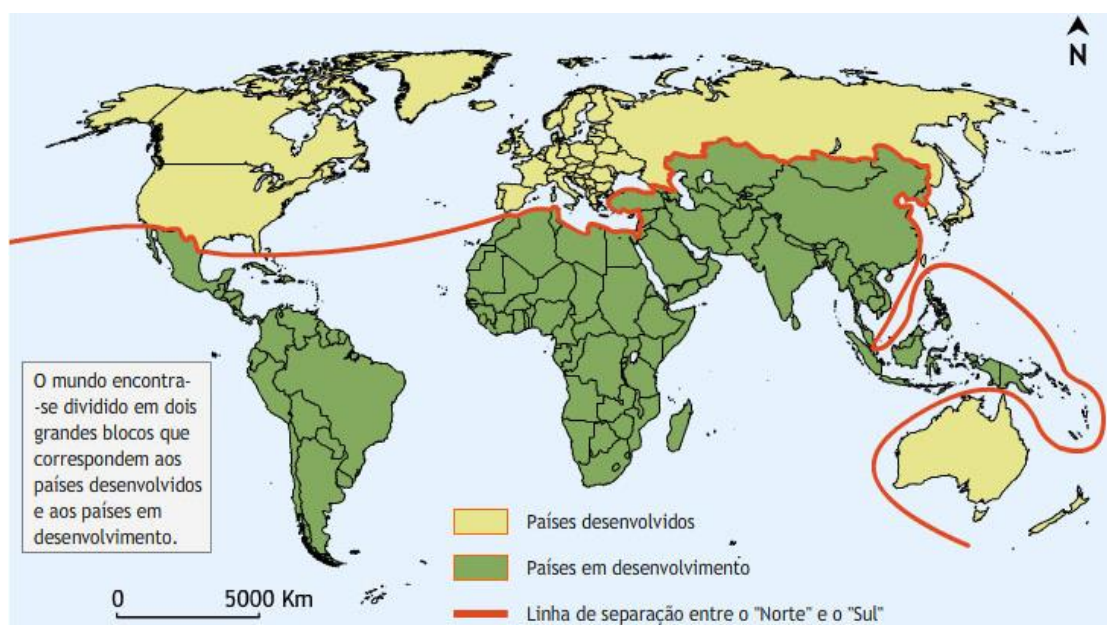 N
O mundo encontra-
-se dividido em dois
grandes blocos que
correspondem aos
países desenvolvidos
e aos países em
desenvolvimento.
0 5000 Km
Países desenvolvidos
Países em desenvolvimento
Linha de separação entre o "Norte" e o "Sul"